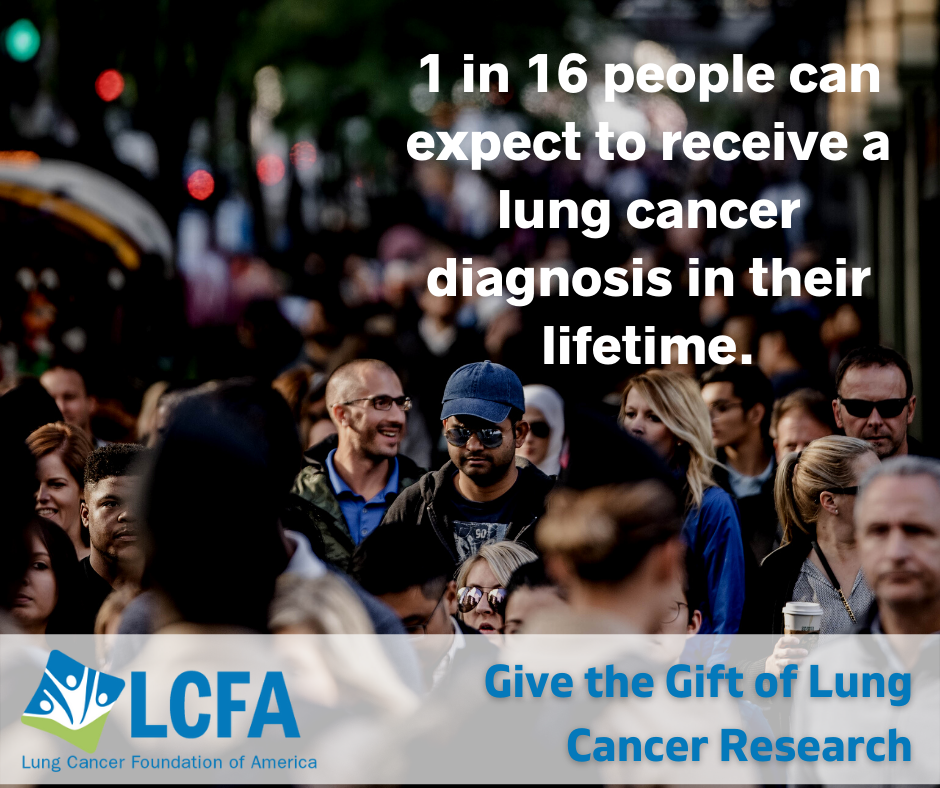 1 in 16 people can
expect to receive a
lung cancer
diagnosis in their
lifetime.
90
LCFA
Lung Cancer Foundation of America
Give the Gift of Lung
Cancer Research